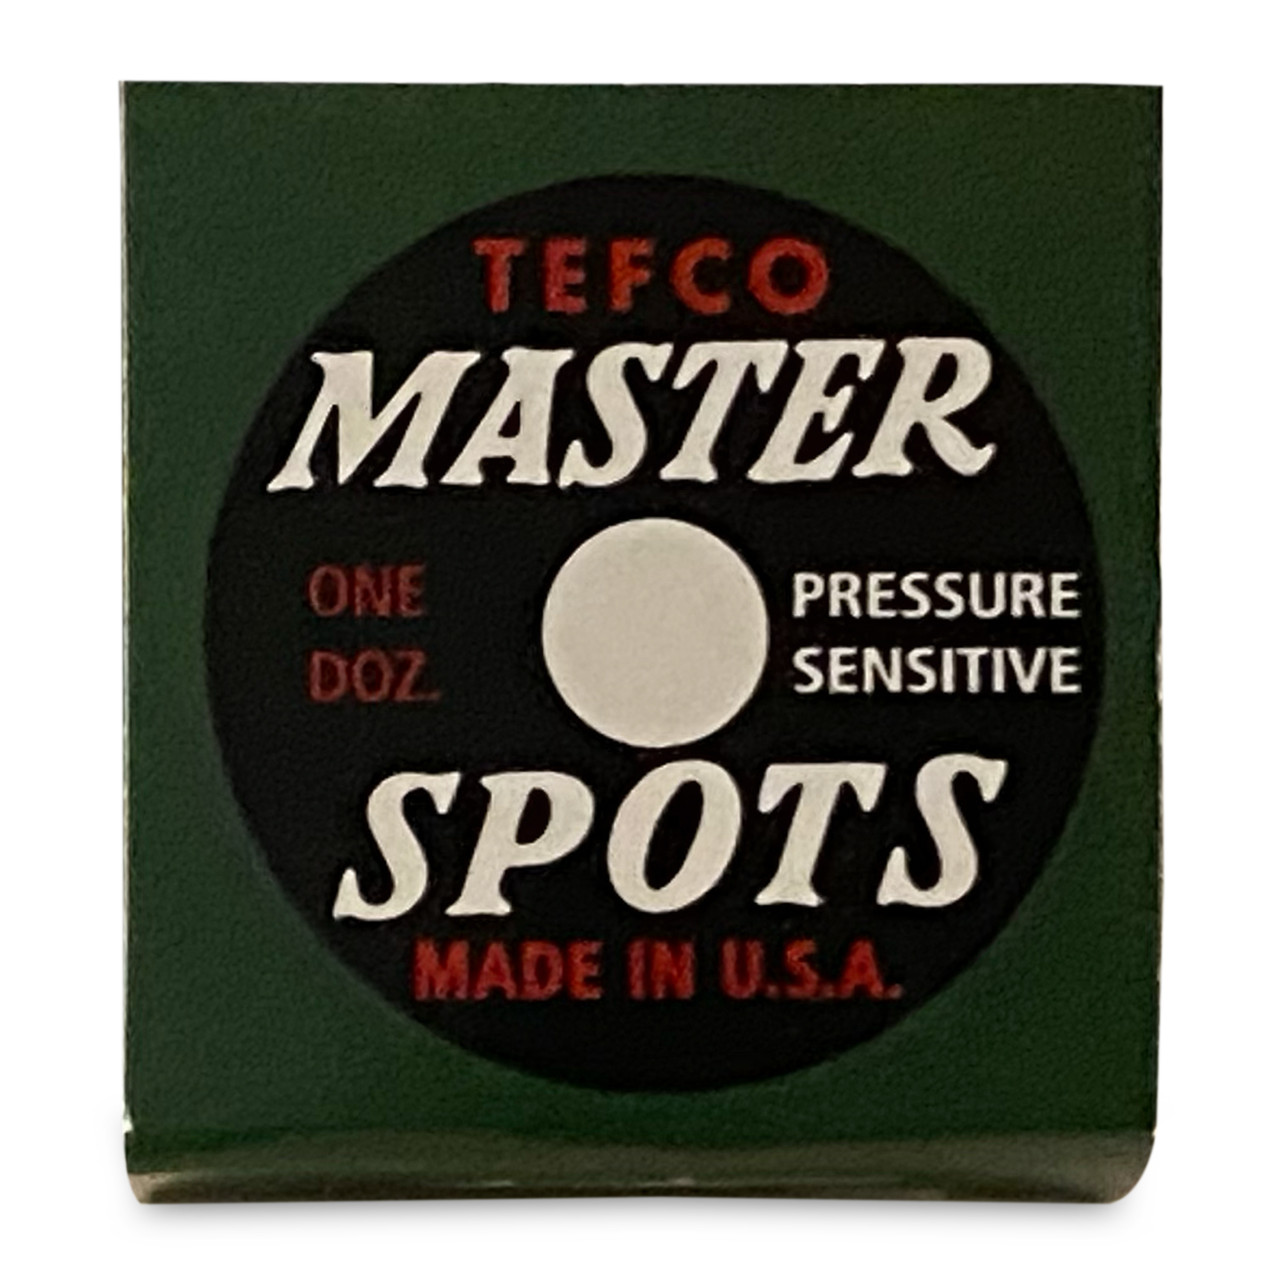 TEFCO
MASTER
ONE
DOZ.
PRESSURE
SENSITIVE
SPOTS
MADE IN U.S.A.